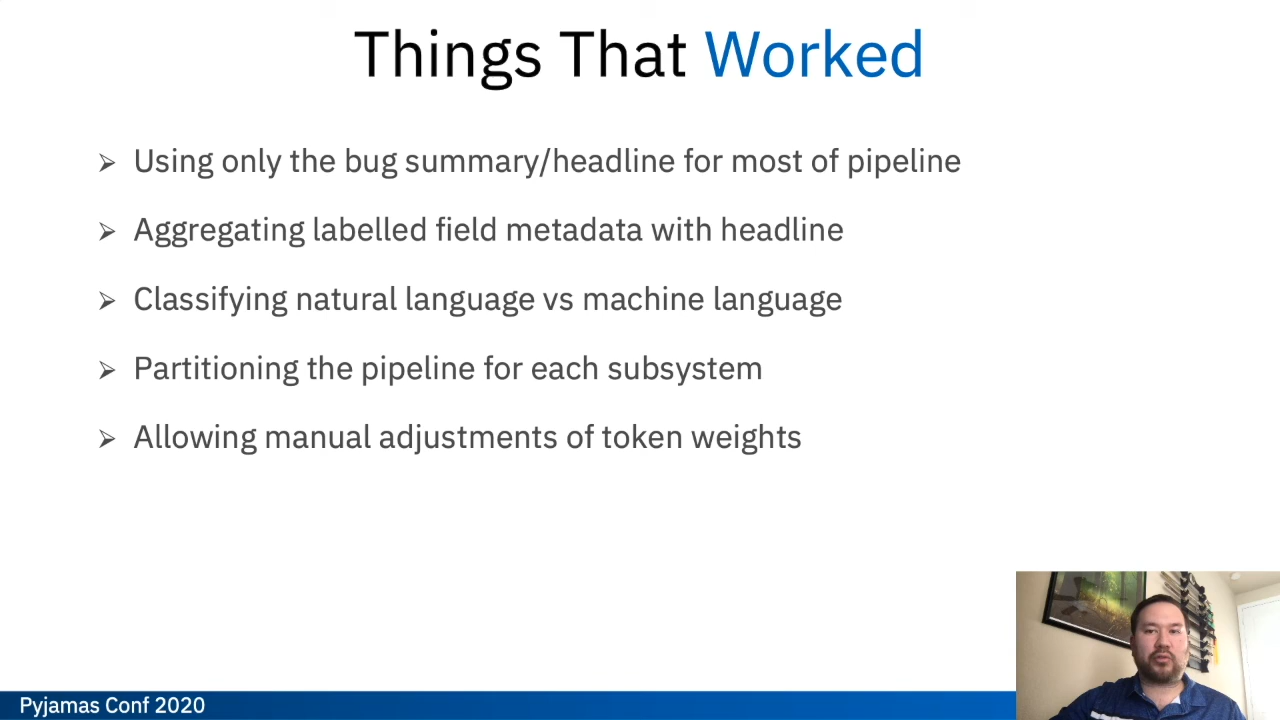 Things That Worked
Using only the bug summary/headline for most of pipeline
Aggregating labelled field metadata with headline
Classifying natural language vs machine language
Partitioning the pipeline for each subsystem
Allowing manual adjustments of token weights
Pyjamas Conf 2020